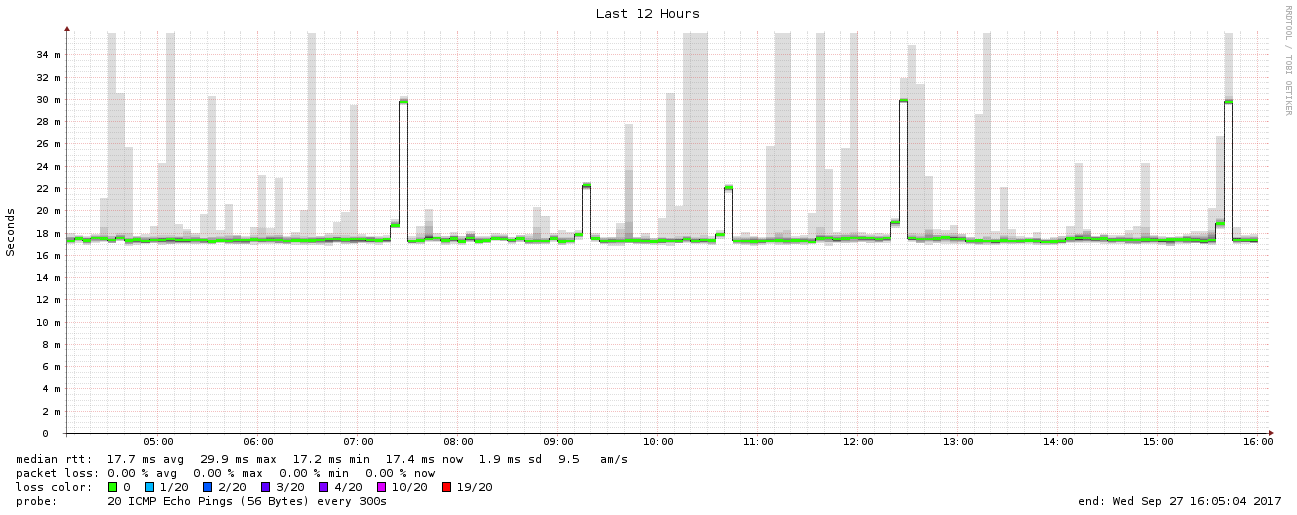 Last 12 Hours
RRDTOOL / TOBI OETIKER
Seconds
34 m
32 m
30 m
28 m
26 m
24 m
22 m
20 m
18 m
16 m
14 m
12 m
10 m
8 m
6 m
4 m
2 m
0
05:00 06:00 07:00 08:00 09:00 10:00 11:00 12:00 13:00 14:00 15:00 16:00
median rtt: 17.7 ms avg 29.9 ms max 17.2 ms min 17.4 ms now 1.9 ms sd 9.5 am/s
packet loss: 0.00 % avg 0.00 % max 0.00 % min 0.00 % now
loss color: 0 1/20 2/20 3/20 4/20 10/20 19/20
probe: 20 ICMP Echo Pings (56 Bytes) every 300s end: Wed Sep 27 16:05:04 2017